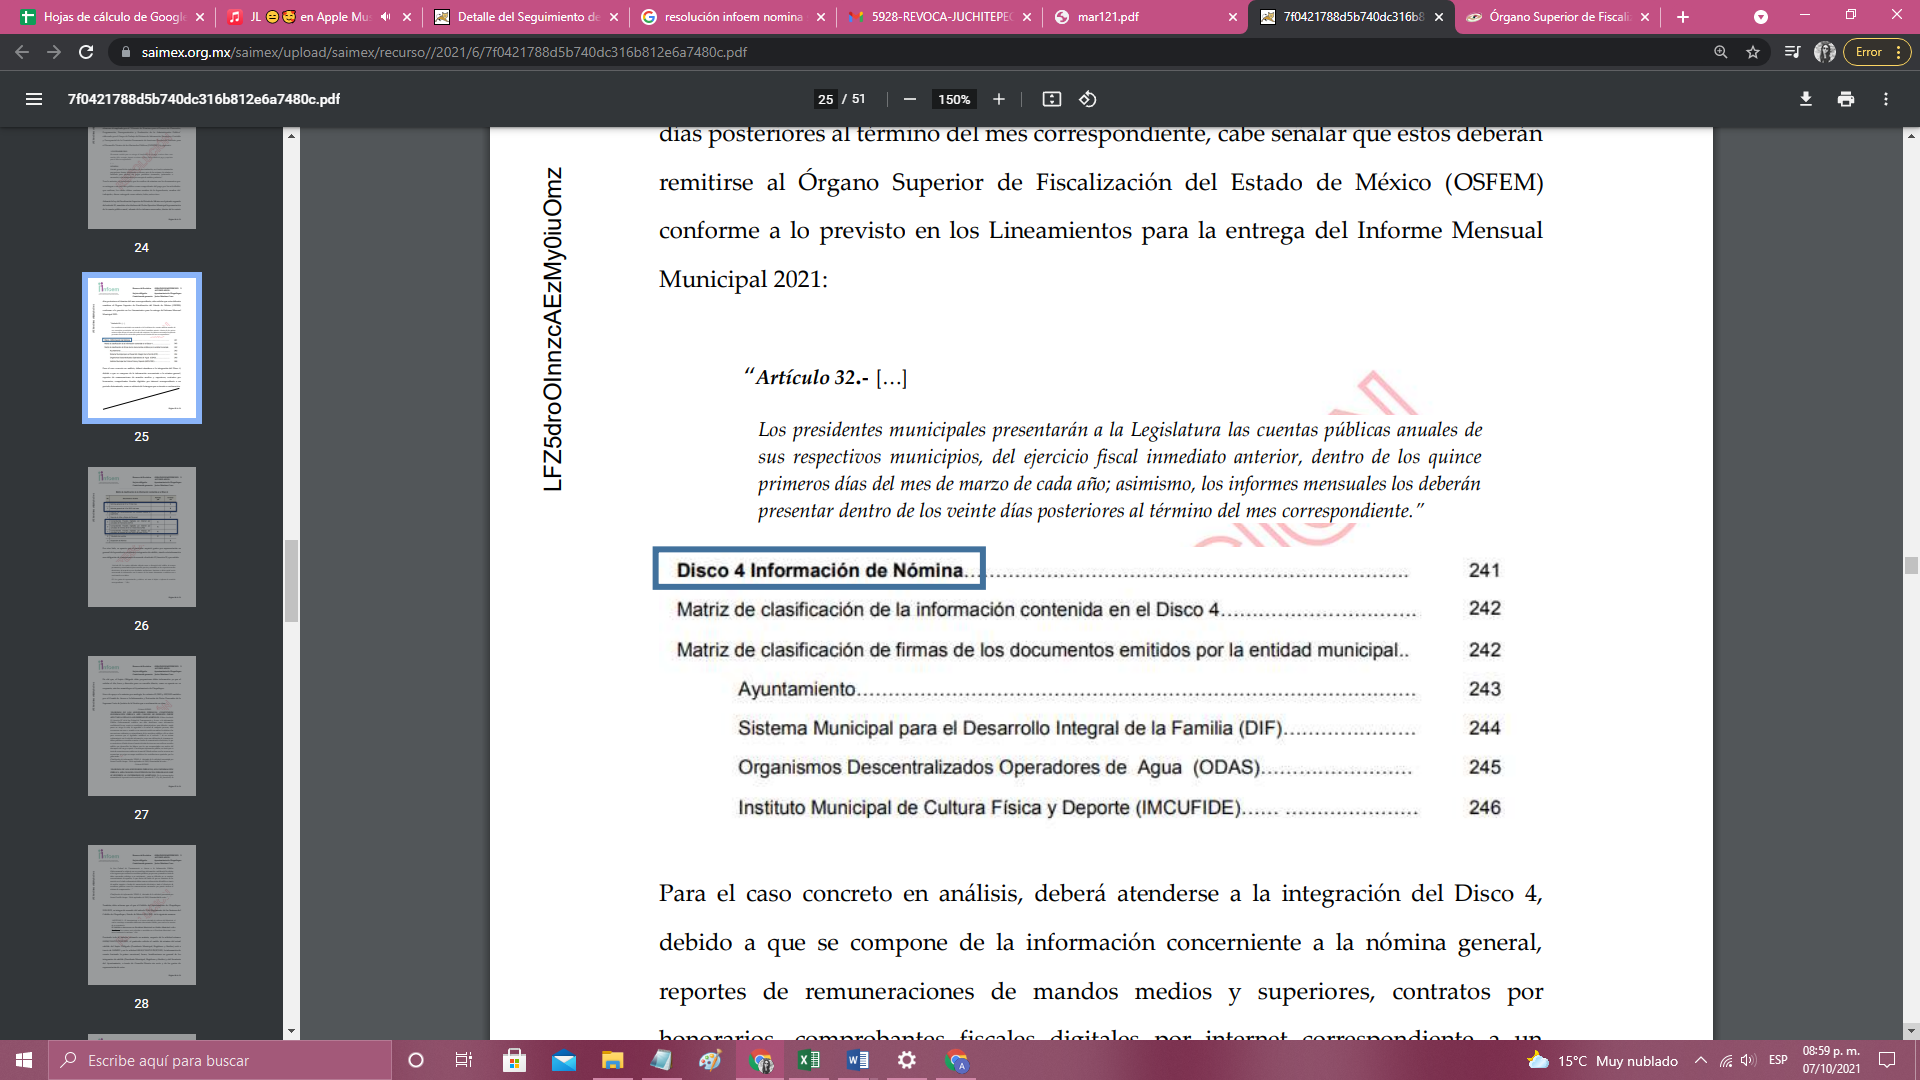 Hojas de cálculo de Google
JL 😑 🥰 en Apple Mus
Detalle del Seguimiento de
resolución infoem nomina
5928-REVOCA-JUCHITEPEC
mar121.pdf
7f0421788d5b740dc316b8
Órgano Superior de Fiscaliz
saimex.org.mx/saimex/upload/saimex/recurso//2021/6/7f0421788d5b740dc316b812e6a7480c.pdf
Error
7f0421788d5b740dc316b812e6a7480c.pdf
25 / 51
150%
24
25
26
27
28
LFZ5droOInnzcAEzMy0iuOmz
días posteriores al término del mes correspondiente, cabe señalar que estos deberán
remitirse al Órgano Superior de Fiscalización del Estado de México (OSFEM)
conforme a lo previsto en los Lineamientos para la entrega del Informe Mensual
Municipal 2021:
“Artículo 32.- […]
Los presidentes municipales presentarán a la Legislatura las cuentas públicas anuales de
sus respectivos municipios, del ejercicio fiscal inmediato anterior, dentro de los quince
primeros días del mes de marzo de cada año; asimismo, los informes mensuales los deberán
presentar dentro de los veinte días posteriores al término del mes correspondiente.”
Disco 4 Información de Nómina.......... 241
Matriz de clasificación de la información contenida en el Disco 4.......... 242
Matriz de clasificación de firmas de los documentos emitidos por la entidad municipal.. 242
Ayuntamiento.......... 243
Sistema Municipal para el Desarrollo Integral de la Familia (DIF).......... 244
Organismos Descentralizados Operadores de Agua (ODAS).......... 245
Instituto Municipal de Cultura Física y Deporte (IMCUFIDE)...... .......... 246
Para el caso concreto en análisis, deberá atenderse a la integración del Disco 4,
debido a que se compone de la información concerniente a la nómina general,
reportes de remuneraciones de mandos medios y superiores, contratos por
honorarios, comprobantes fiscales digitales por internet correspondiente a un
Escribe aquí para buscar
15°C Muy nublado
ESP
08:59 p. m.
07/10/2021